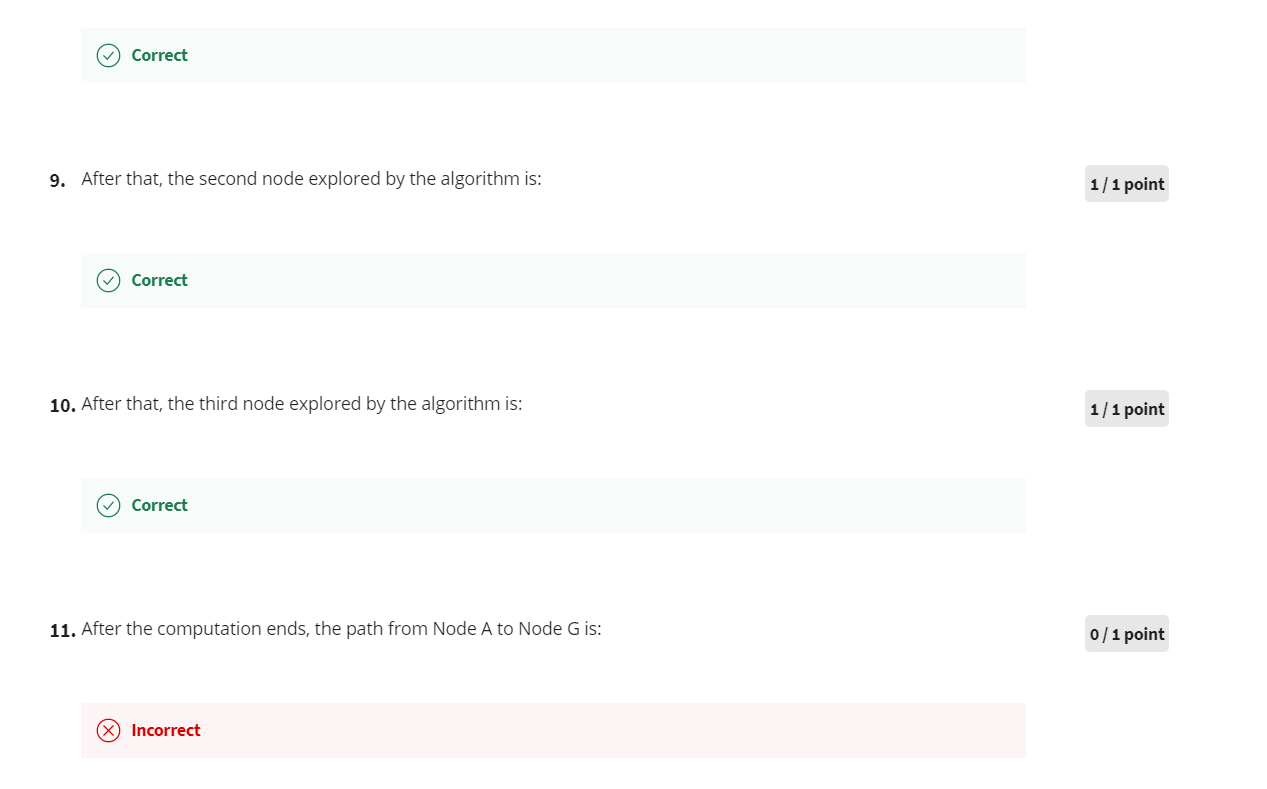 Correct
9. After that, the second node explored by the algorithm is:
1 / 1 point
Correct
10. After that, the third node explored by the algorithm is:
1 / 1 point
Correct
11. After the computation ends, the path from Node A to Node G is:
0 / 1 point
Incorrect